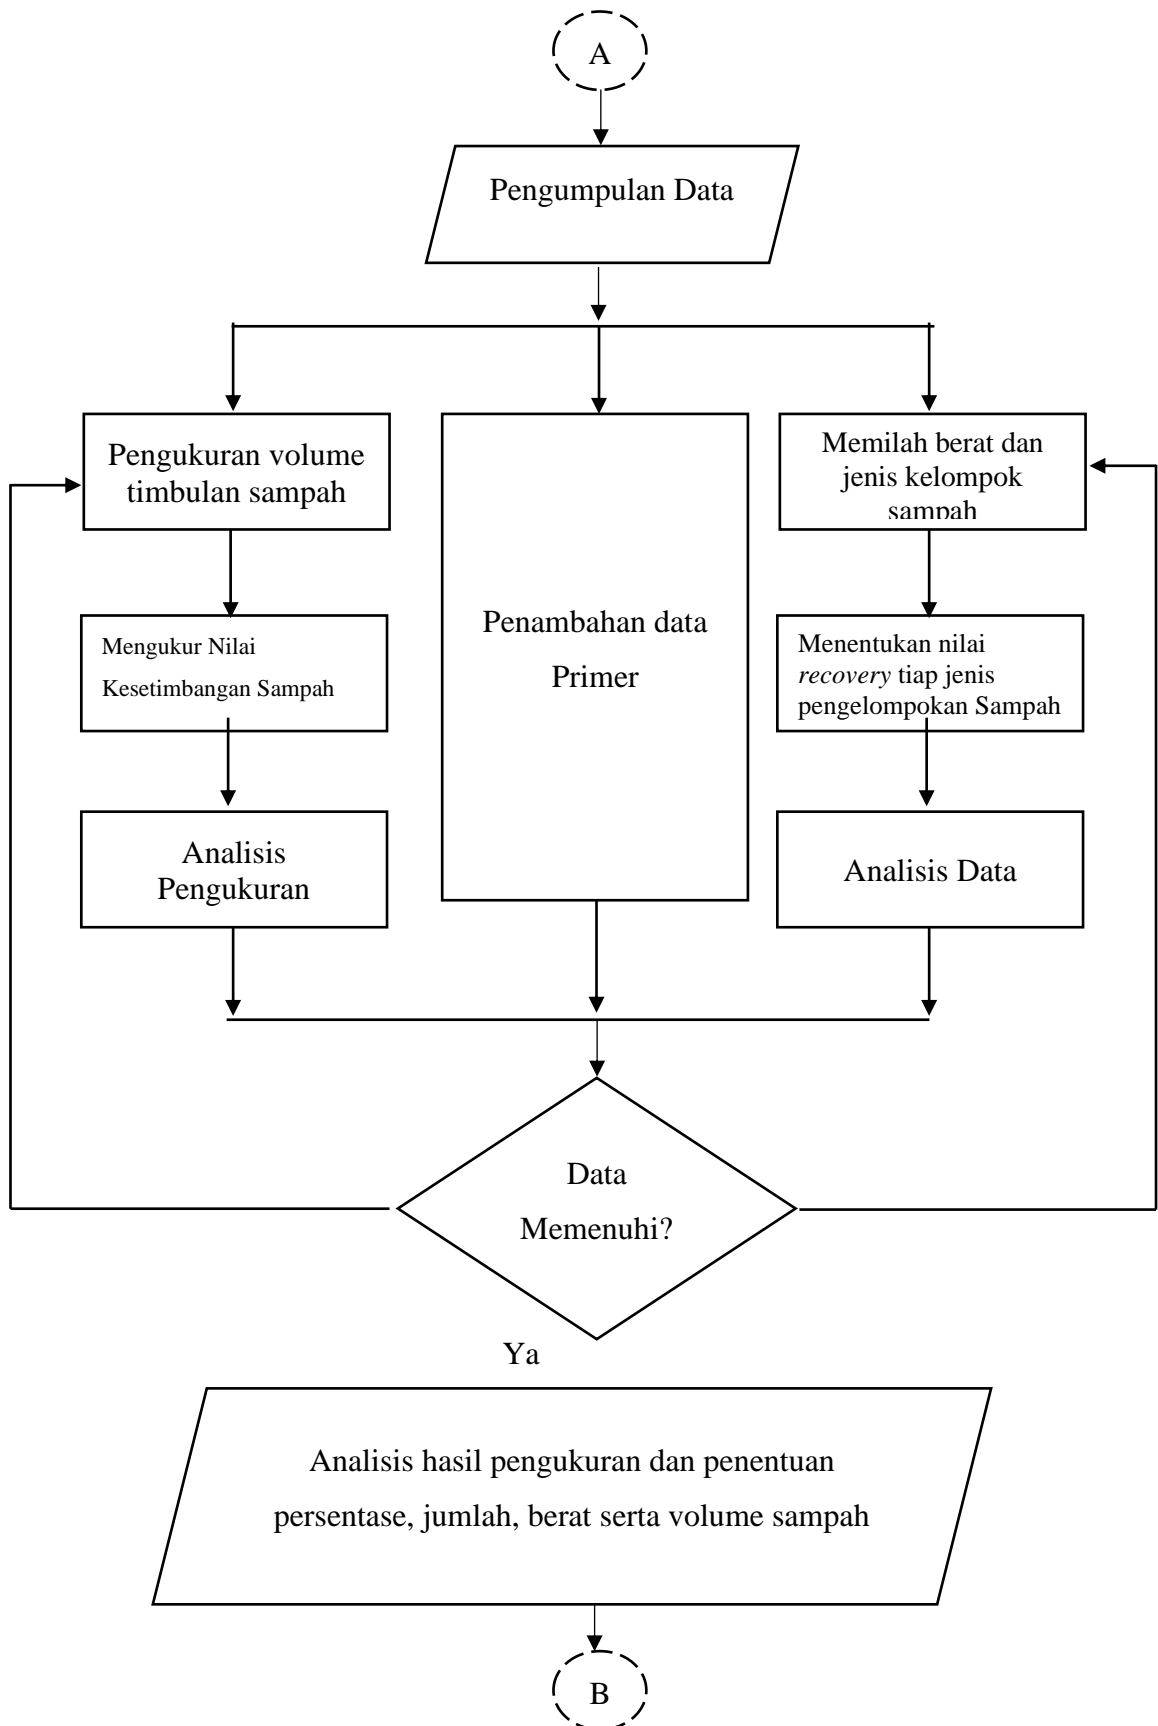 A
Pengumpulan Data
Pengukuran volume
timbulan sampah
Mengukur Nilai
Kesetimbangan Sampah
Analisis
Pengukuran
Penambahan data
Primer
Memilah berat dan
jenis kelompok
sampah
Menentukan nilai
recovery tiap jenis
pengelompokan Sampah
Analisis Data
Data
Memenuhi?
Ya
Analisis hasil pengukuran dan penentuan
persentase, jumlah, berat serta volume sampah
B